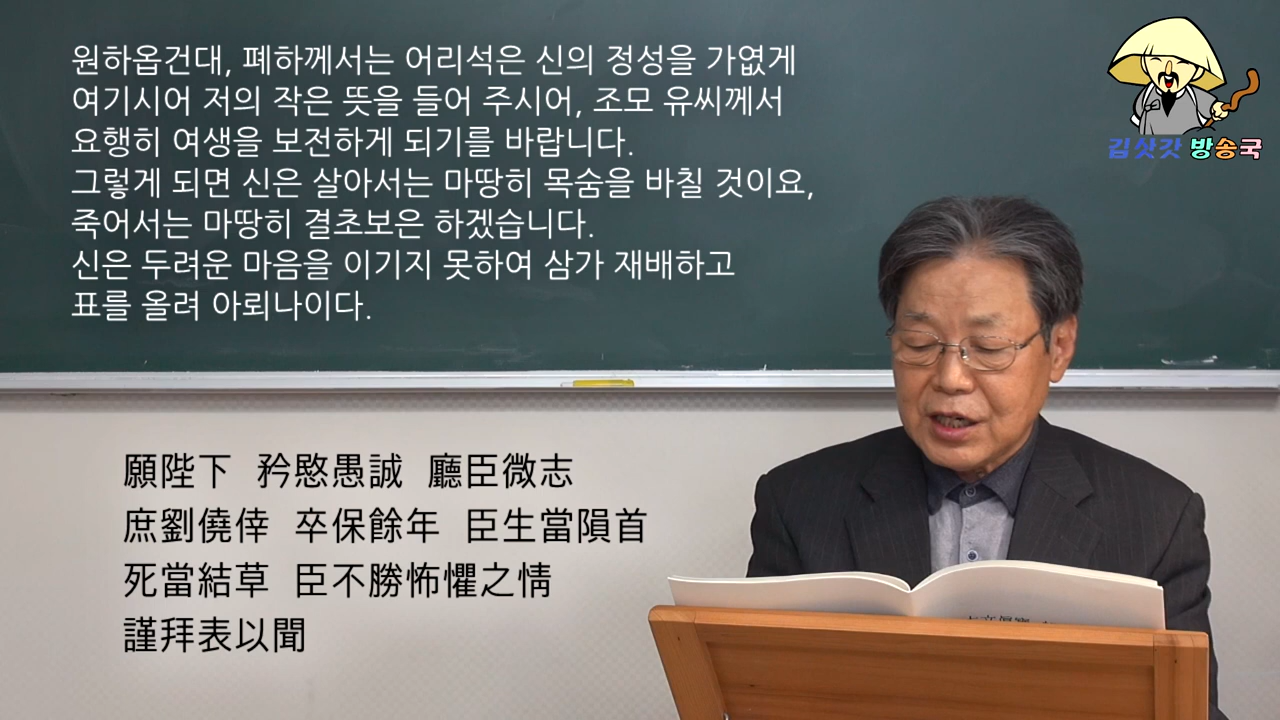 원하옵건대, 폐하께서는 어리석은 신의 정성을 가엾게
여기시어 저의 작은 뜻을 들어 주시어, 조모 유씨께서
요행히 여생을 보전하게 되기를 바랍니다.
그렇게 되면 신은 살아서는 마땅히 목숨을 바칠 것이요,
죽어서는 마땅히 결초보은 하겠습니다.
신은 두려운 마음을 이기지 못하여 삼가 재배하고
표를 올려 아뢰나이다.
김삿갓 방송국
願陛下 矜愍愚誠 廳臣微志
庶劉僥倖 卒保餘年 臣生當隕首
死當結草 臣不勝怖懼之情
謹拜表以聞